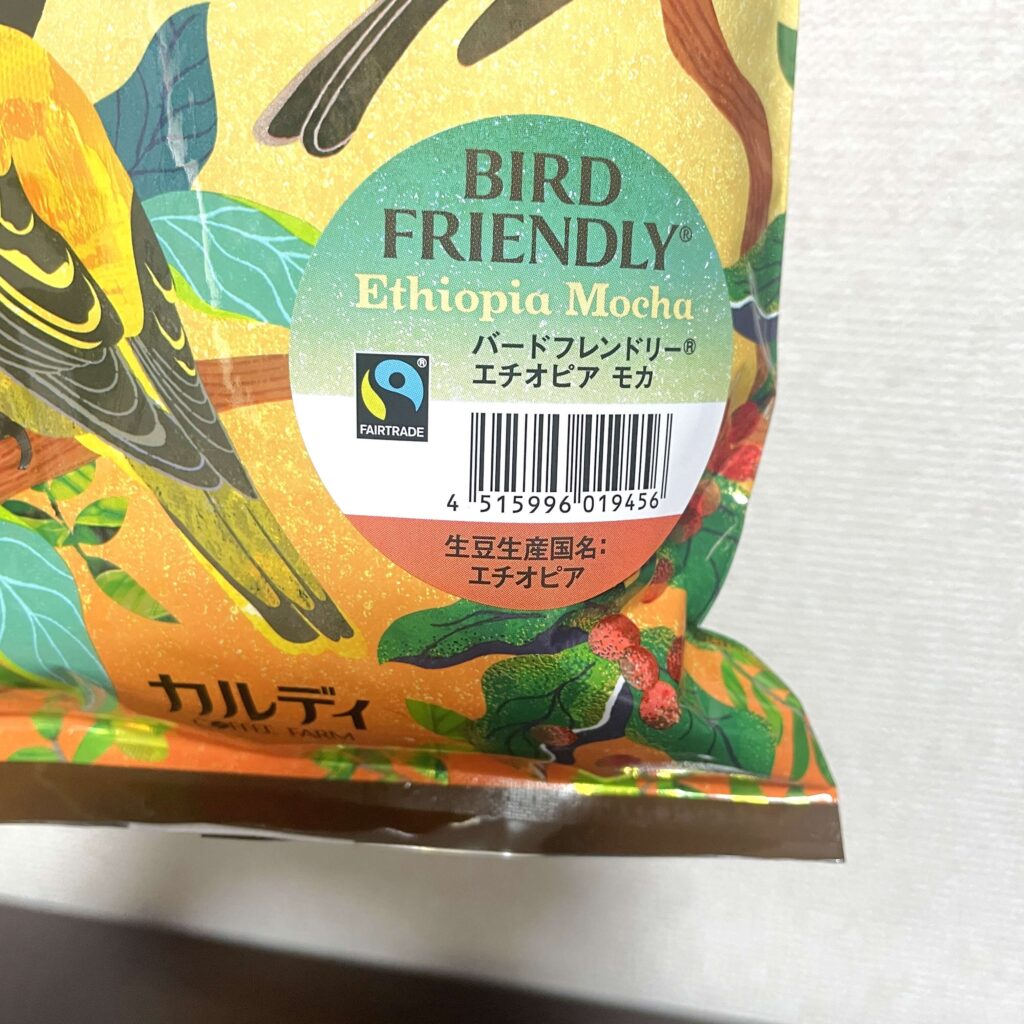 BIRD
FRIENDLY®
Ethiopia Mocha
バードフレンドリー®
エチオピア モカ
®
FAIRTRADE
4 515996 019456
生豆生産国名:
エチオピア
カルディ
COFFEE FARM